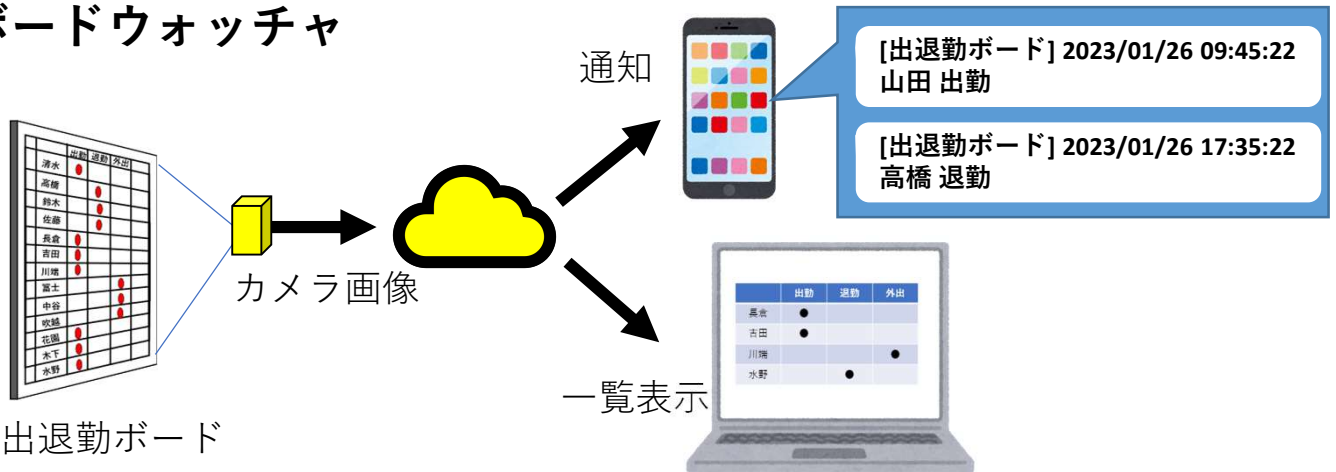 ボードウォッチャ
通知
[出退勤ボード] 2023/01/26 09:45:22
山田 出勤
[出退勤ボード] 2023/01/26 17:35:22
高橋 退勤
出勤 退勤 外出
清水
高橋
鈴木
佐藤
長倉
吉田
川端
冨士
中谷
吹越
花園
木下
水野
カメラ画像
出退勤ボード
一覧表示
出勤 退勤 外出
長倉
吉田
川端
水野